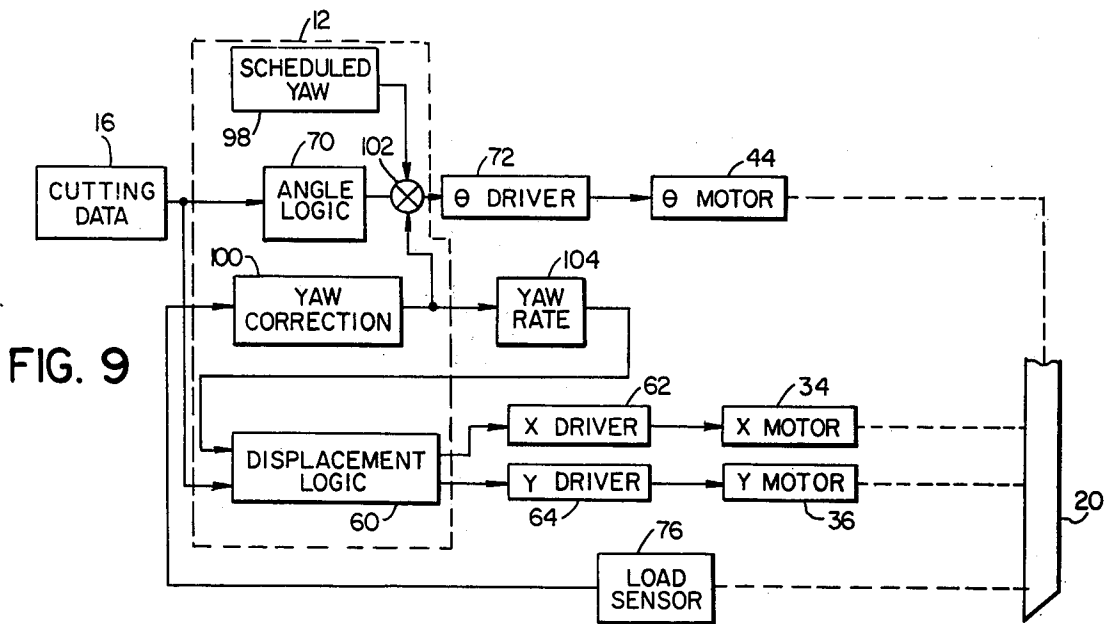 12
SCHEDULED
YAW
98
16
CUTTING
DATA
70
ANGLE
LOGIC
102
72
θ DRIVER
44
θ MOTOR
100
YAW
CORRECTION
104
YAW
RATE
FIG. 9
62
X DRIVER
34
X MOTOR
DISPLACEMENT
LOGIC
60
Y DRIVER
64
Y MOTOR
36
20
76
LOAD
SENSOR